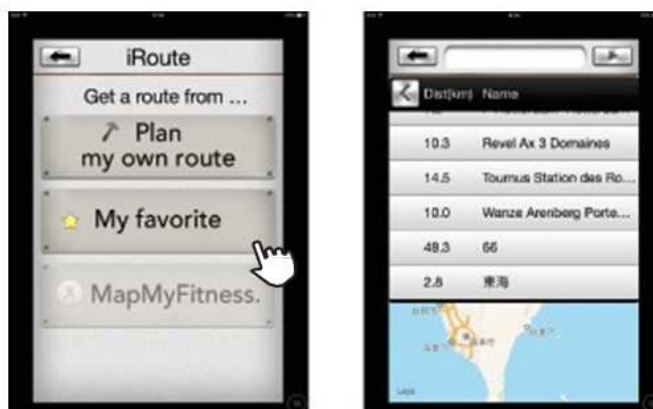 iRoute
Get a route from ...
Plan
my own route
My favorite
MapMyFitness.
Dist(km) Name
10.3 Revel Ax 3 Domaines
14.5 Tournus Station des Ro...
10.0 Wanze Arenberg Porte...
49.3 66
2.8 東海